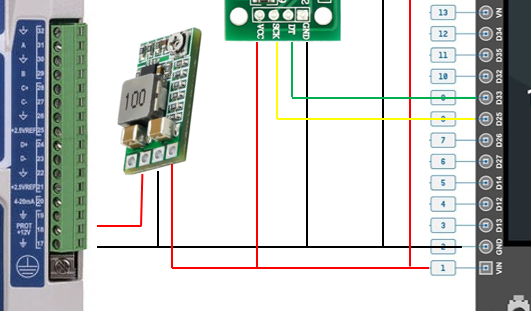 32
31
A
30
B
29
C+
28
C-
27
26
+2.5VREF
25
D+
24
D-
23
22
+2.5VREF
21
4-20mA
20
19
PROT
+12V
18
17
100
VCC
SCK
DT
GND
13
VN
12
D34
11
D35
10
D32
9
D33
8
D25
7
D26
6
D27
5
D14
4
D12
3
D13
2
GND
1
VIN